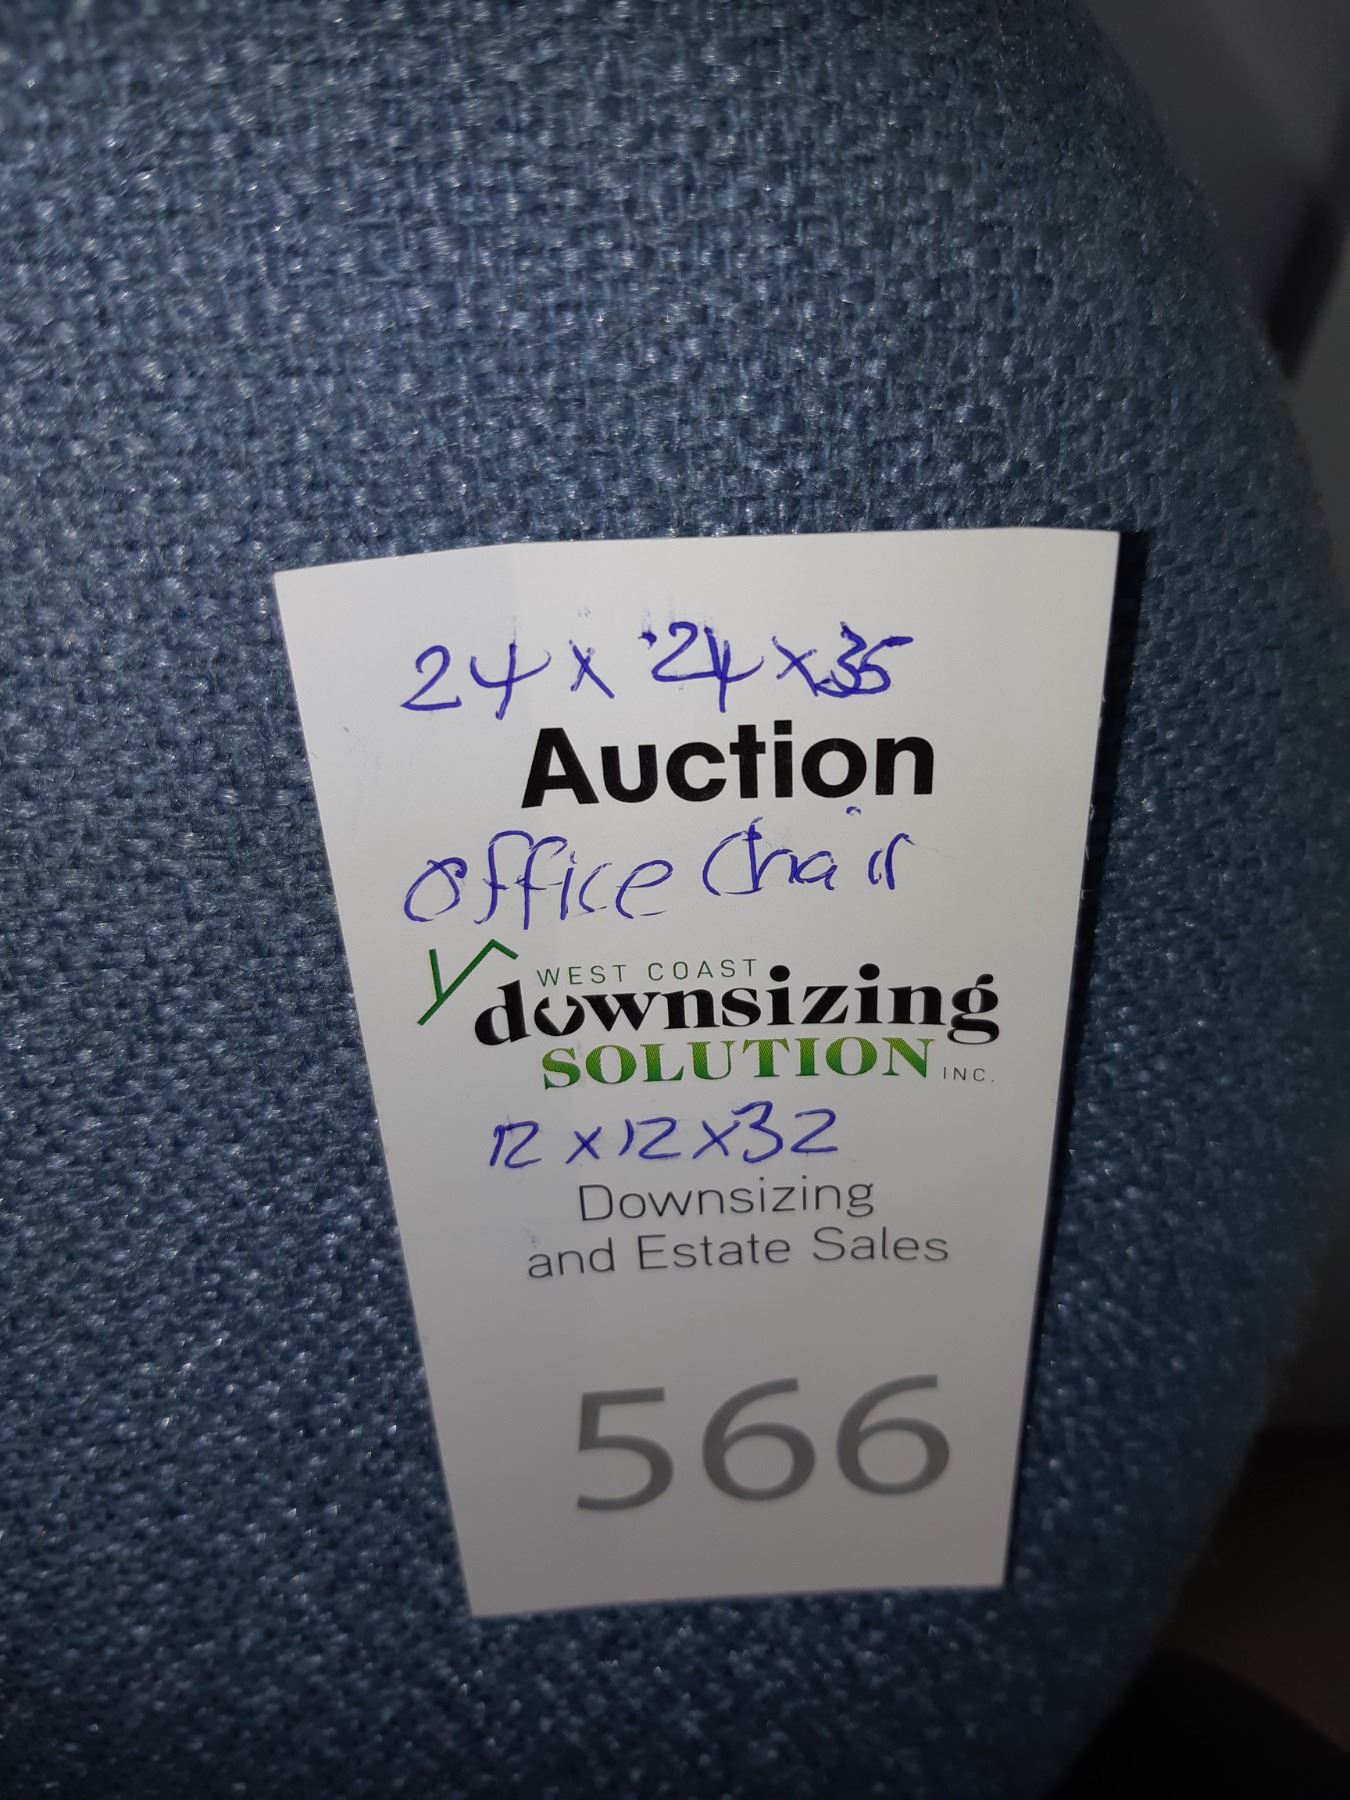 24 x 24 x 35
Auction
Office Chair
WEST COAST
downsizing
SOLUTION INC.
12 x 12 x 32
Downsizing
and Estate Sales
566